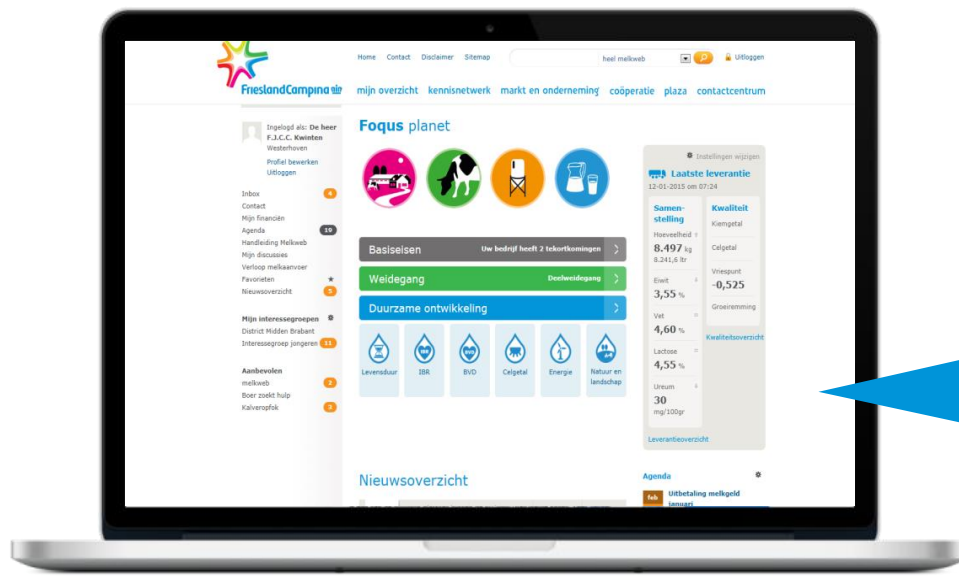 FrieslandCampina
Home Contact Disclaimer Sitemap
heel melkweb
Uitloggen
mijn overzicht kennisnetwerk markt en onderneming coöperatie plaza contactcentrum
Ingelogd als: De heer
F.J.C.C. Kwinten
Westerhoven
Profiel bewerken
Uitloggen
Inbox 4
Contact
Mijn financiën
Agenda 19
Handleiding Melkweb
Mijn discussies
Verloop melkaanvoer
Favorieten
Nieuwsoverzicht 5
Mijn interessegroepen
District Midden Brabant
Interessegroep jongeren 11
Aanbevolen
melkweb 2
Boer zoekt hulp
Kalveropfok 3
Foqus planet
Basiseisen Uw bedrijf heeft 2 tekortkomingen
Weidegang Deelweidegang
Duurzame ontwikkeling
IBR BVD
Levensduur IBR BVD Celgetal Energie Natuur en
landschap
Nieuwsoverzicht
Instellingen wijzigen
Laatste leverantie
12-01-2015 om 07:24
Samen-
stelling
Hoeveelheid
8.497 kg
8.241,6 ltr
Eiwit
3,55 %
Vet
4,60 %
Lactose
4,55 %
Ureum
30
mg/100gr
Kwaliteit
Kiemgetal
Celgetal
Vriespunt
-0,525
Groeiremming
Kwaliteitsoverzicht
Leverantieoverzicht
Agenda
feb Uitbetaling melkgeld
januari